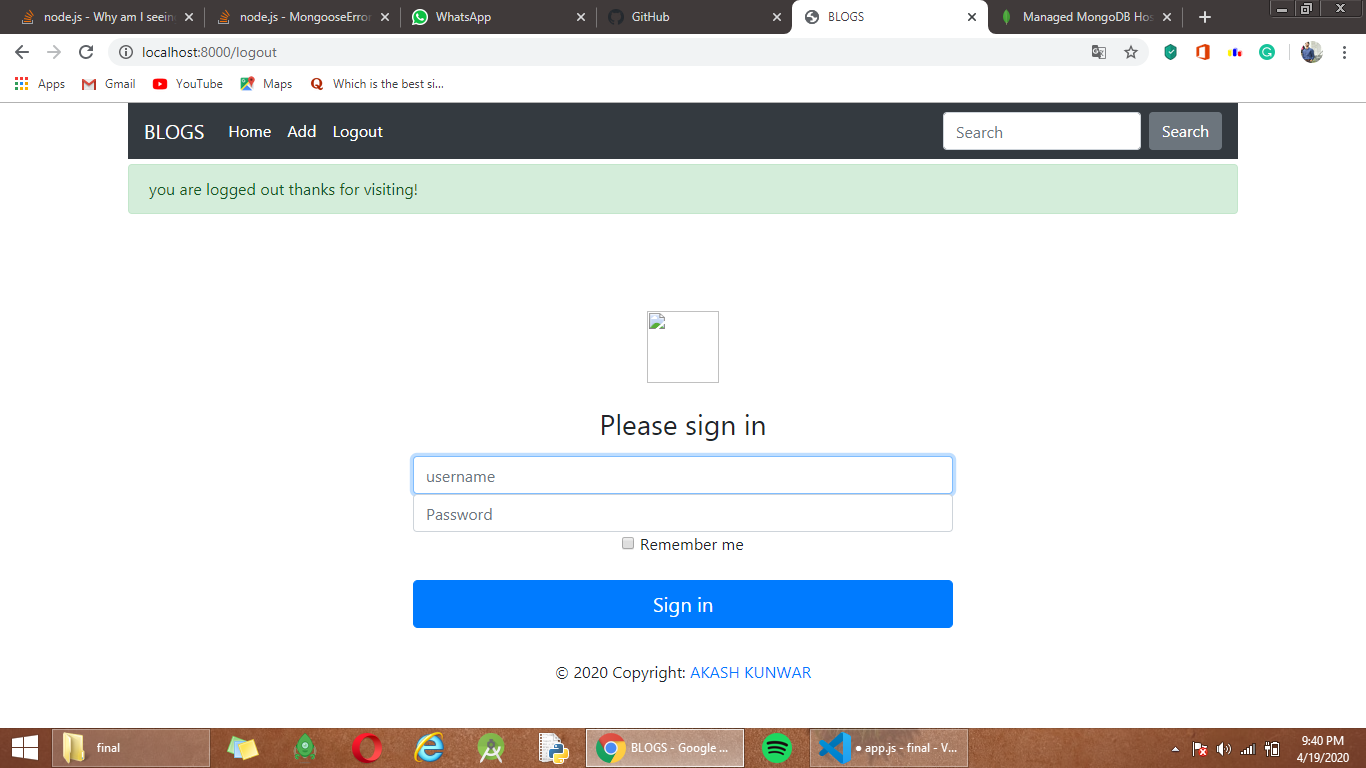 node.js - Why am I seein
node.js - MongooseError
WhatsApp
GitHub
BLOGS
Managed MongoDB Hos
localhost:8000/logout
Apps
Gmail
YouTube
Maps
Which is the best si...
BLOGS
Home
Add
Logout
Search
Search
you are logged out thanks for visiting!
Please sign in
username
Password
Remember me
Sign in
© 2020 Copyright: AKASH KUNWAR
final
BLOGS - Google ...
● app.js - final - V...
9:40 PM
4/19/2020